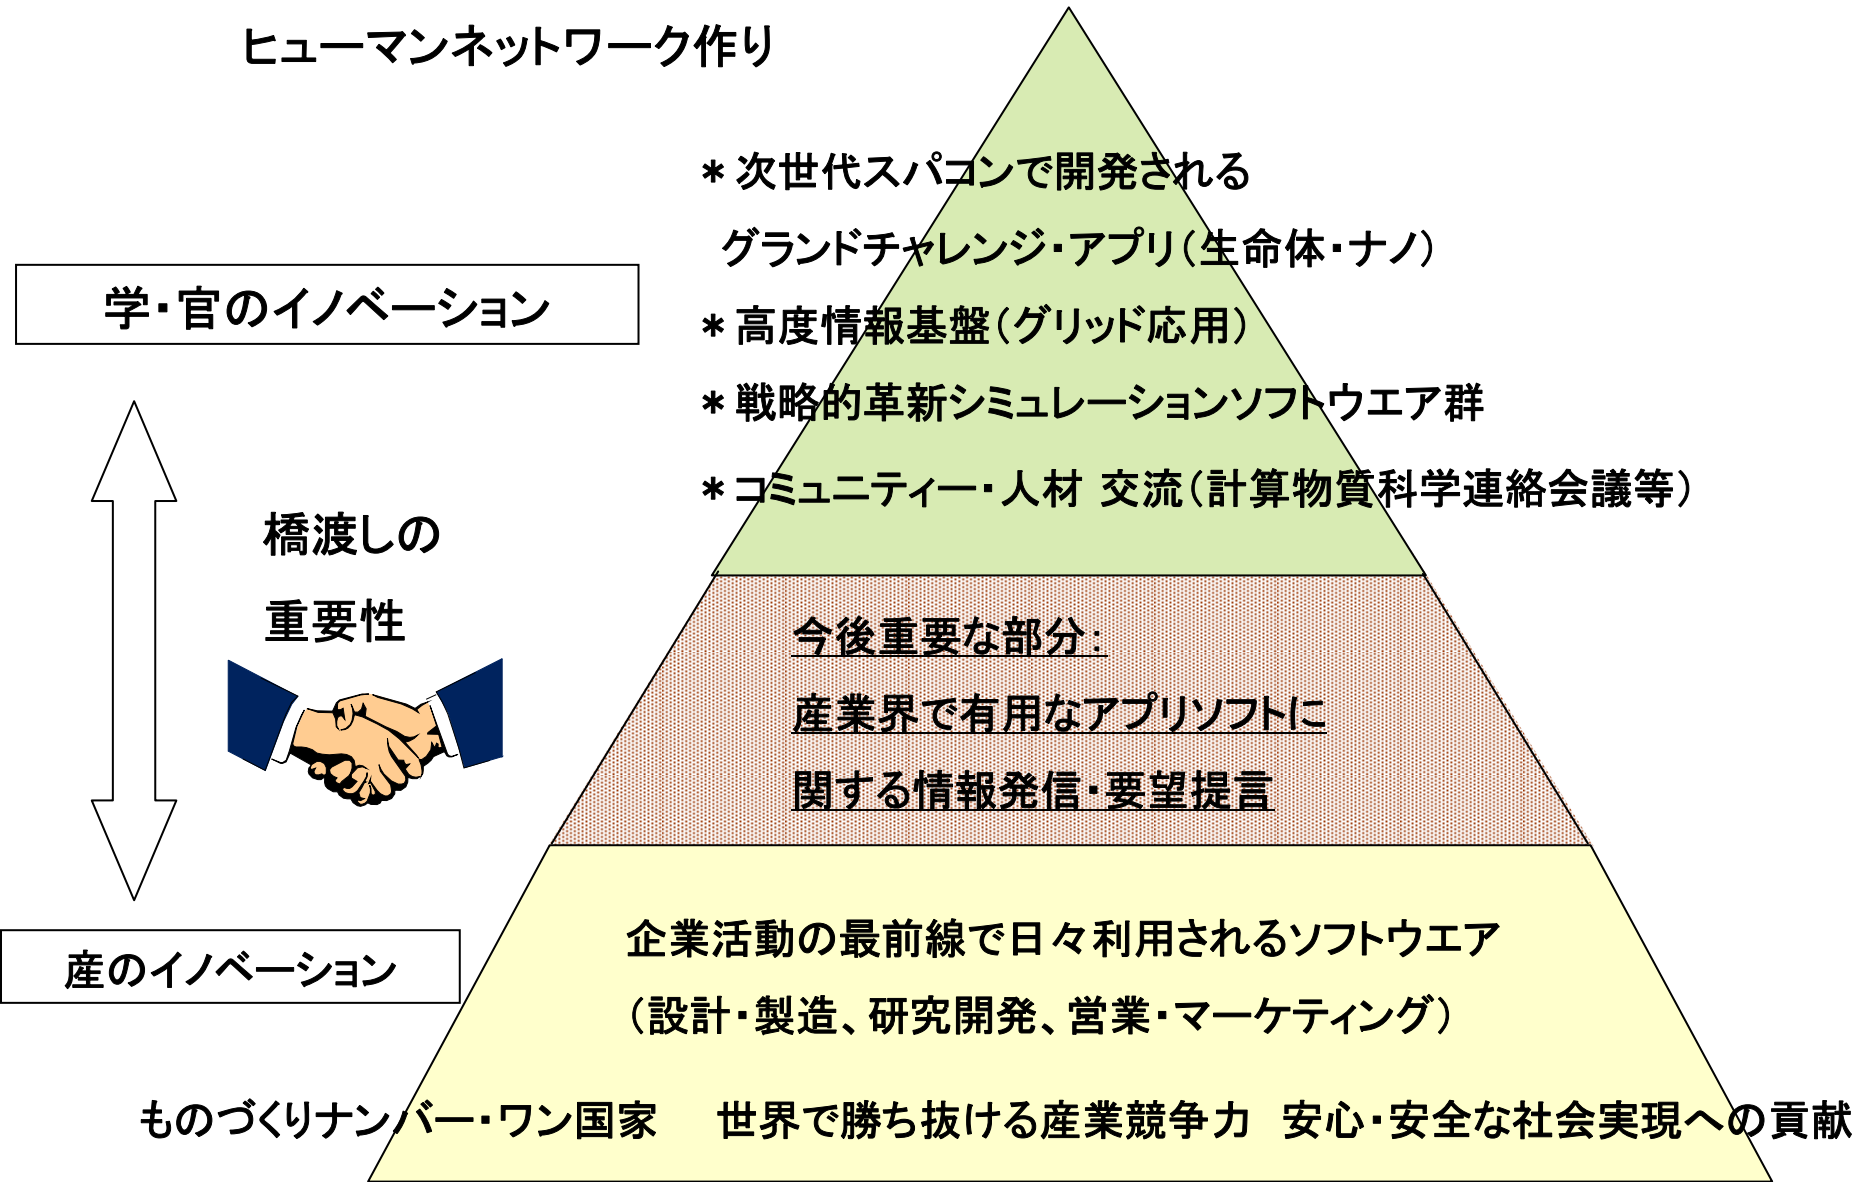 ヒューマンネットワーク作り
＊次世代スパコンで開発される
グランドチャレンジ・アプリ（生命体・ナノ）
学・官のイノベーション
＊高度情報基盤（グリッド応用）
＊戦略的革新シミュレーションソフトウエア群
＊コミュニティー・人材 交流（計算物質科学連絡会議等）
橋渡しの
重要性
今後重要な部分：
産業界で有用なアプリソフトに
関する情報発信・要望提言
企業活動の最前線で日々利用されるソフトウエア
産のイノベーション
（設計・製造、研究開発、営業・マーケティング）
ものづくりナンバー・ワン国家　世界で勝ち抜ける産業競争力　安心・安全な社会実現への貢献